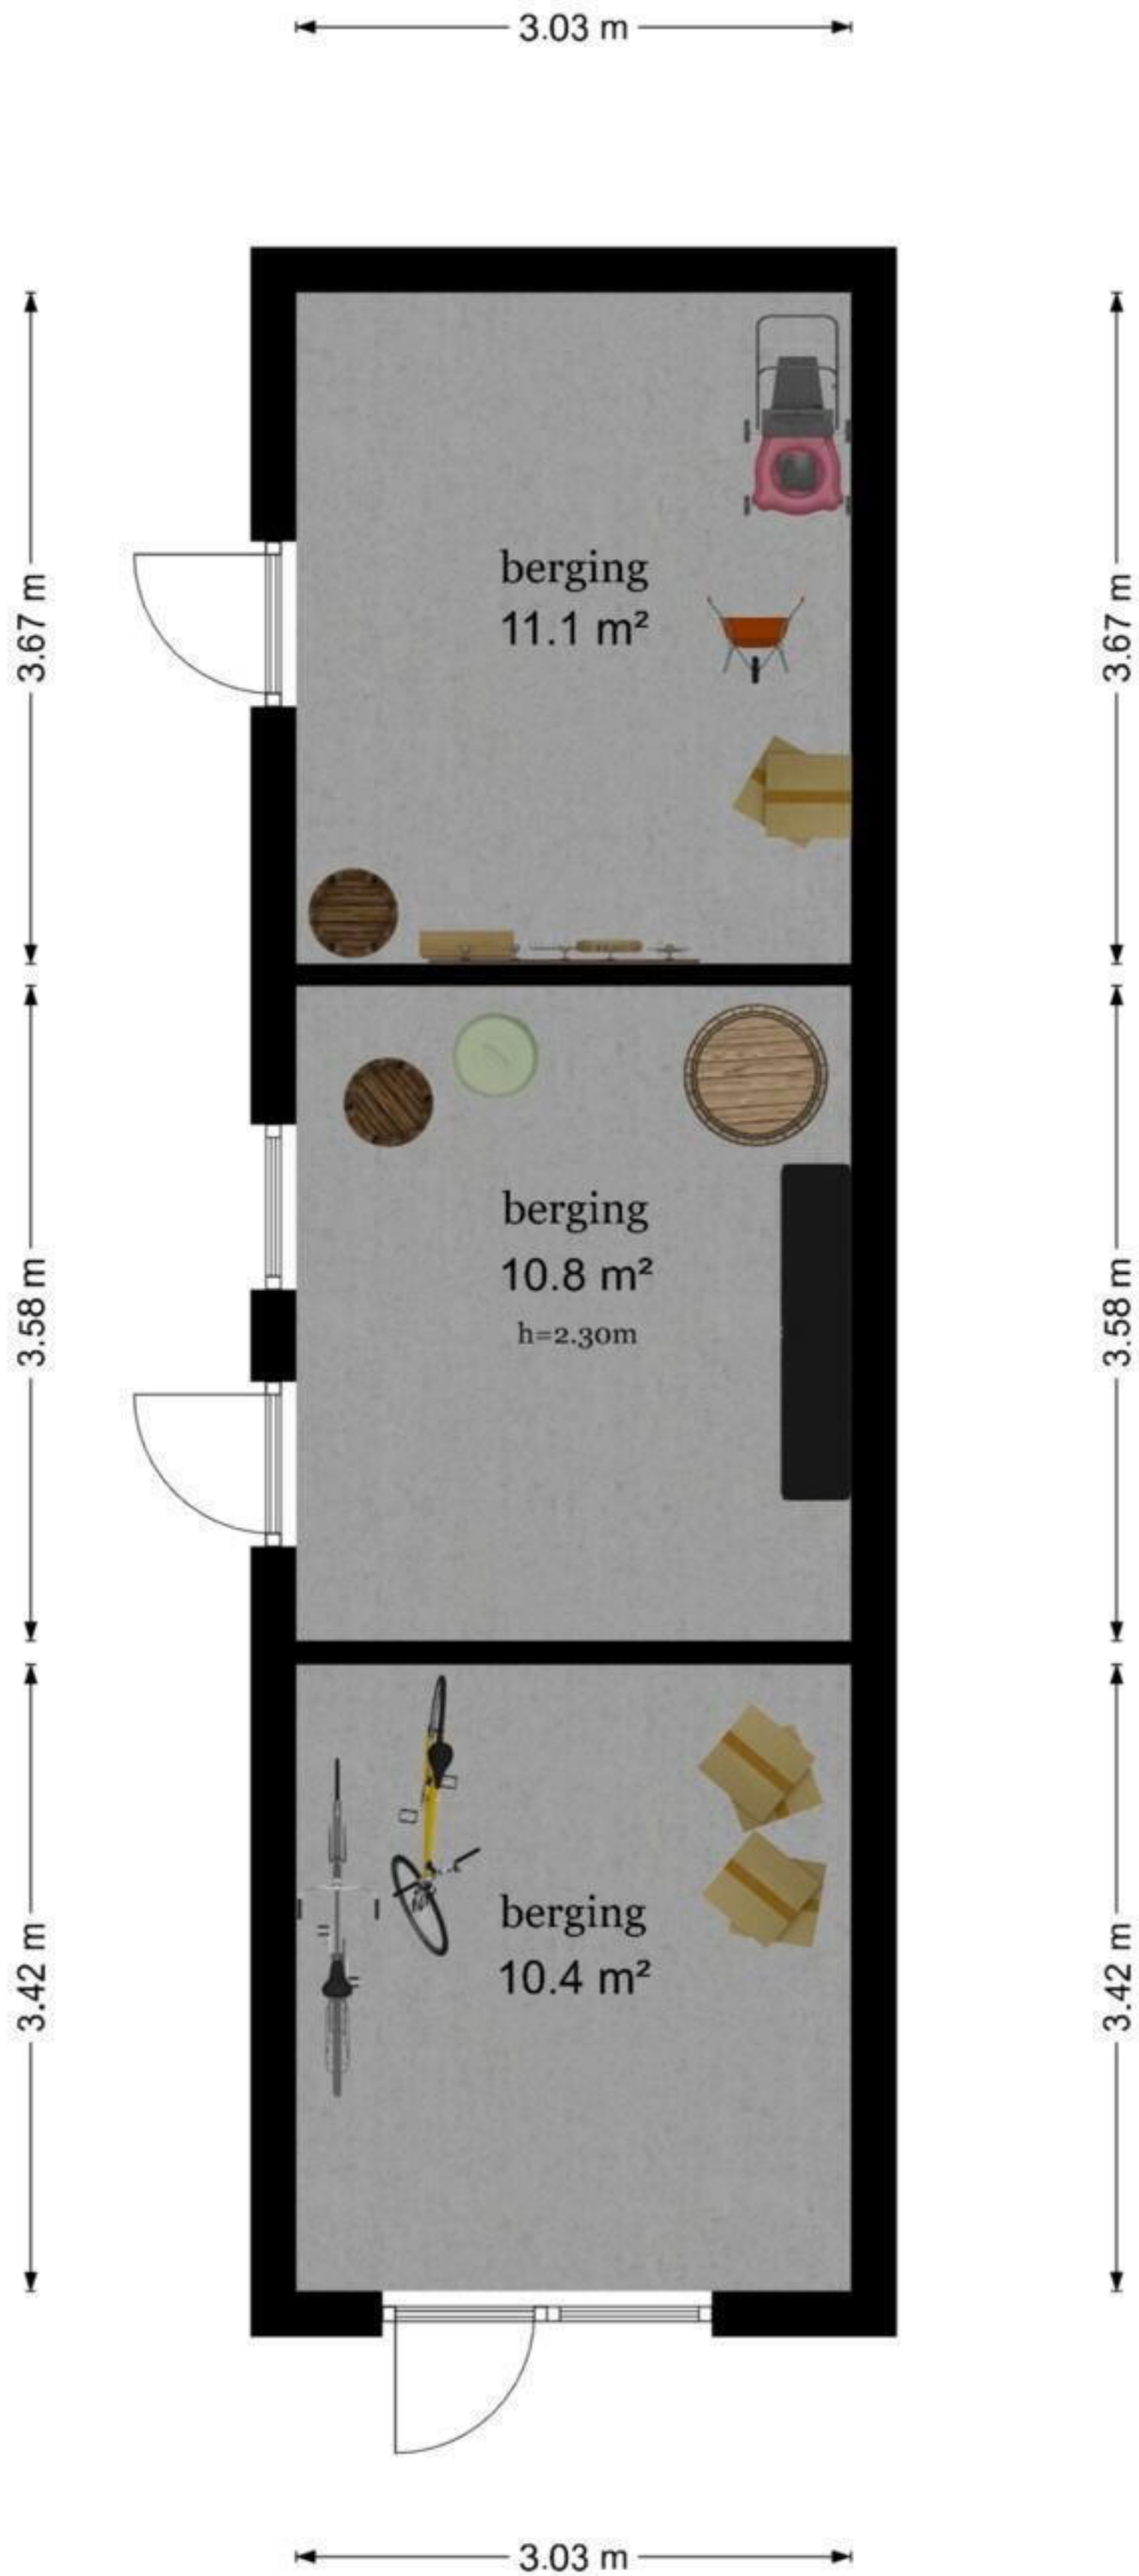 3.03 m
berging
11.1 m²
3.67 m
3.67 m
berging
10.8 m²
h=2.30m
3.58 m
3.58 m
berging
10.4 m²
3.42 m
3.42 m
3.03 m